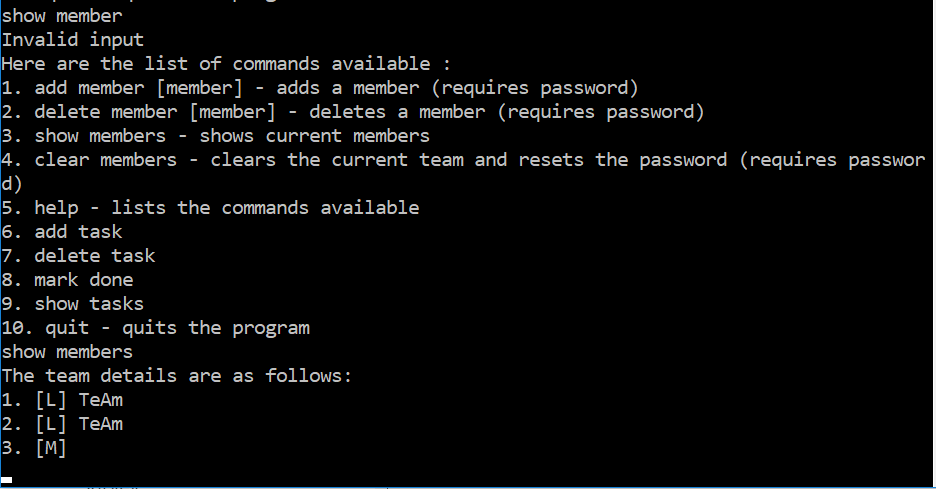 show member
Invalid input
Here are the list of commands available :
1. add member [member] - adds a member (requires password)
2. delete member [member] - deletes a member (requires password)
3. show members - shows current members
4. clear members - clears the current team and resets the password (requires passwor
d)
5. help - lists the commands available
6. add task
7. delete task
8. mark done
9. show tasks
10. quit - quits the program
show members
The team details are as follows:
1. [L] TeAm
2. [L] TeAm
3. [M]